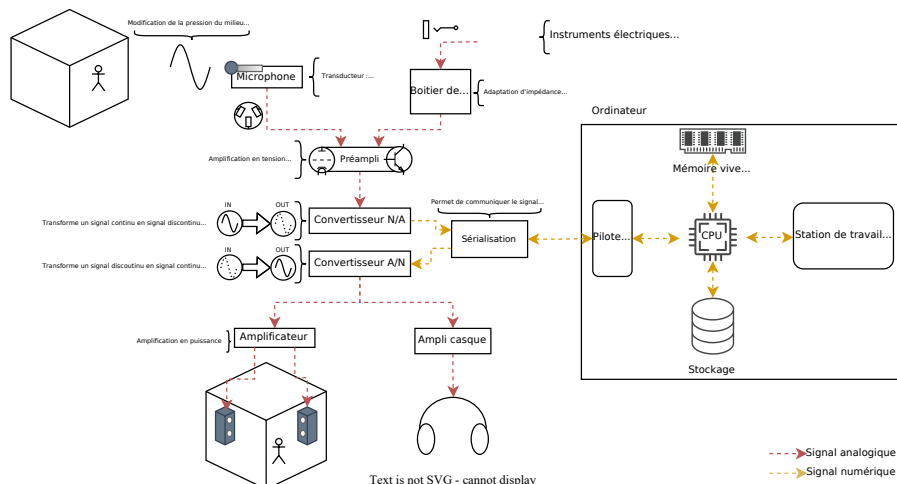 Modification de la pression du milieu...
Instruments électriques...
Microphone
Transducteur :...
Boitier de...
Adaptation d'impédance...
Ordinateur
Mémoire vive...
Amplification en tension...
Préampli
Permet de communiquer le signal...
IN
OUT
Transforme un signal continu en signal discontinu...
Convertisseur N/A
Sérialisation
Pilote...
CPU
Station de travail...
IN
OUT
Transforme un signal discoutinu en signal continu...
Convertisseur A/N
Amplification en puissance
Amplificateur
Ampli casque
Stockage
Signal analogique
Signal numérique
Text is not SVG - cannot display